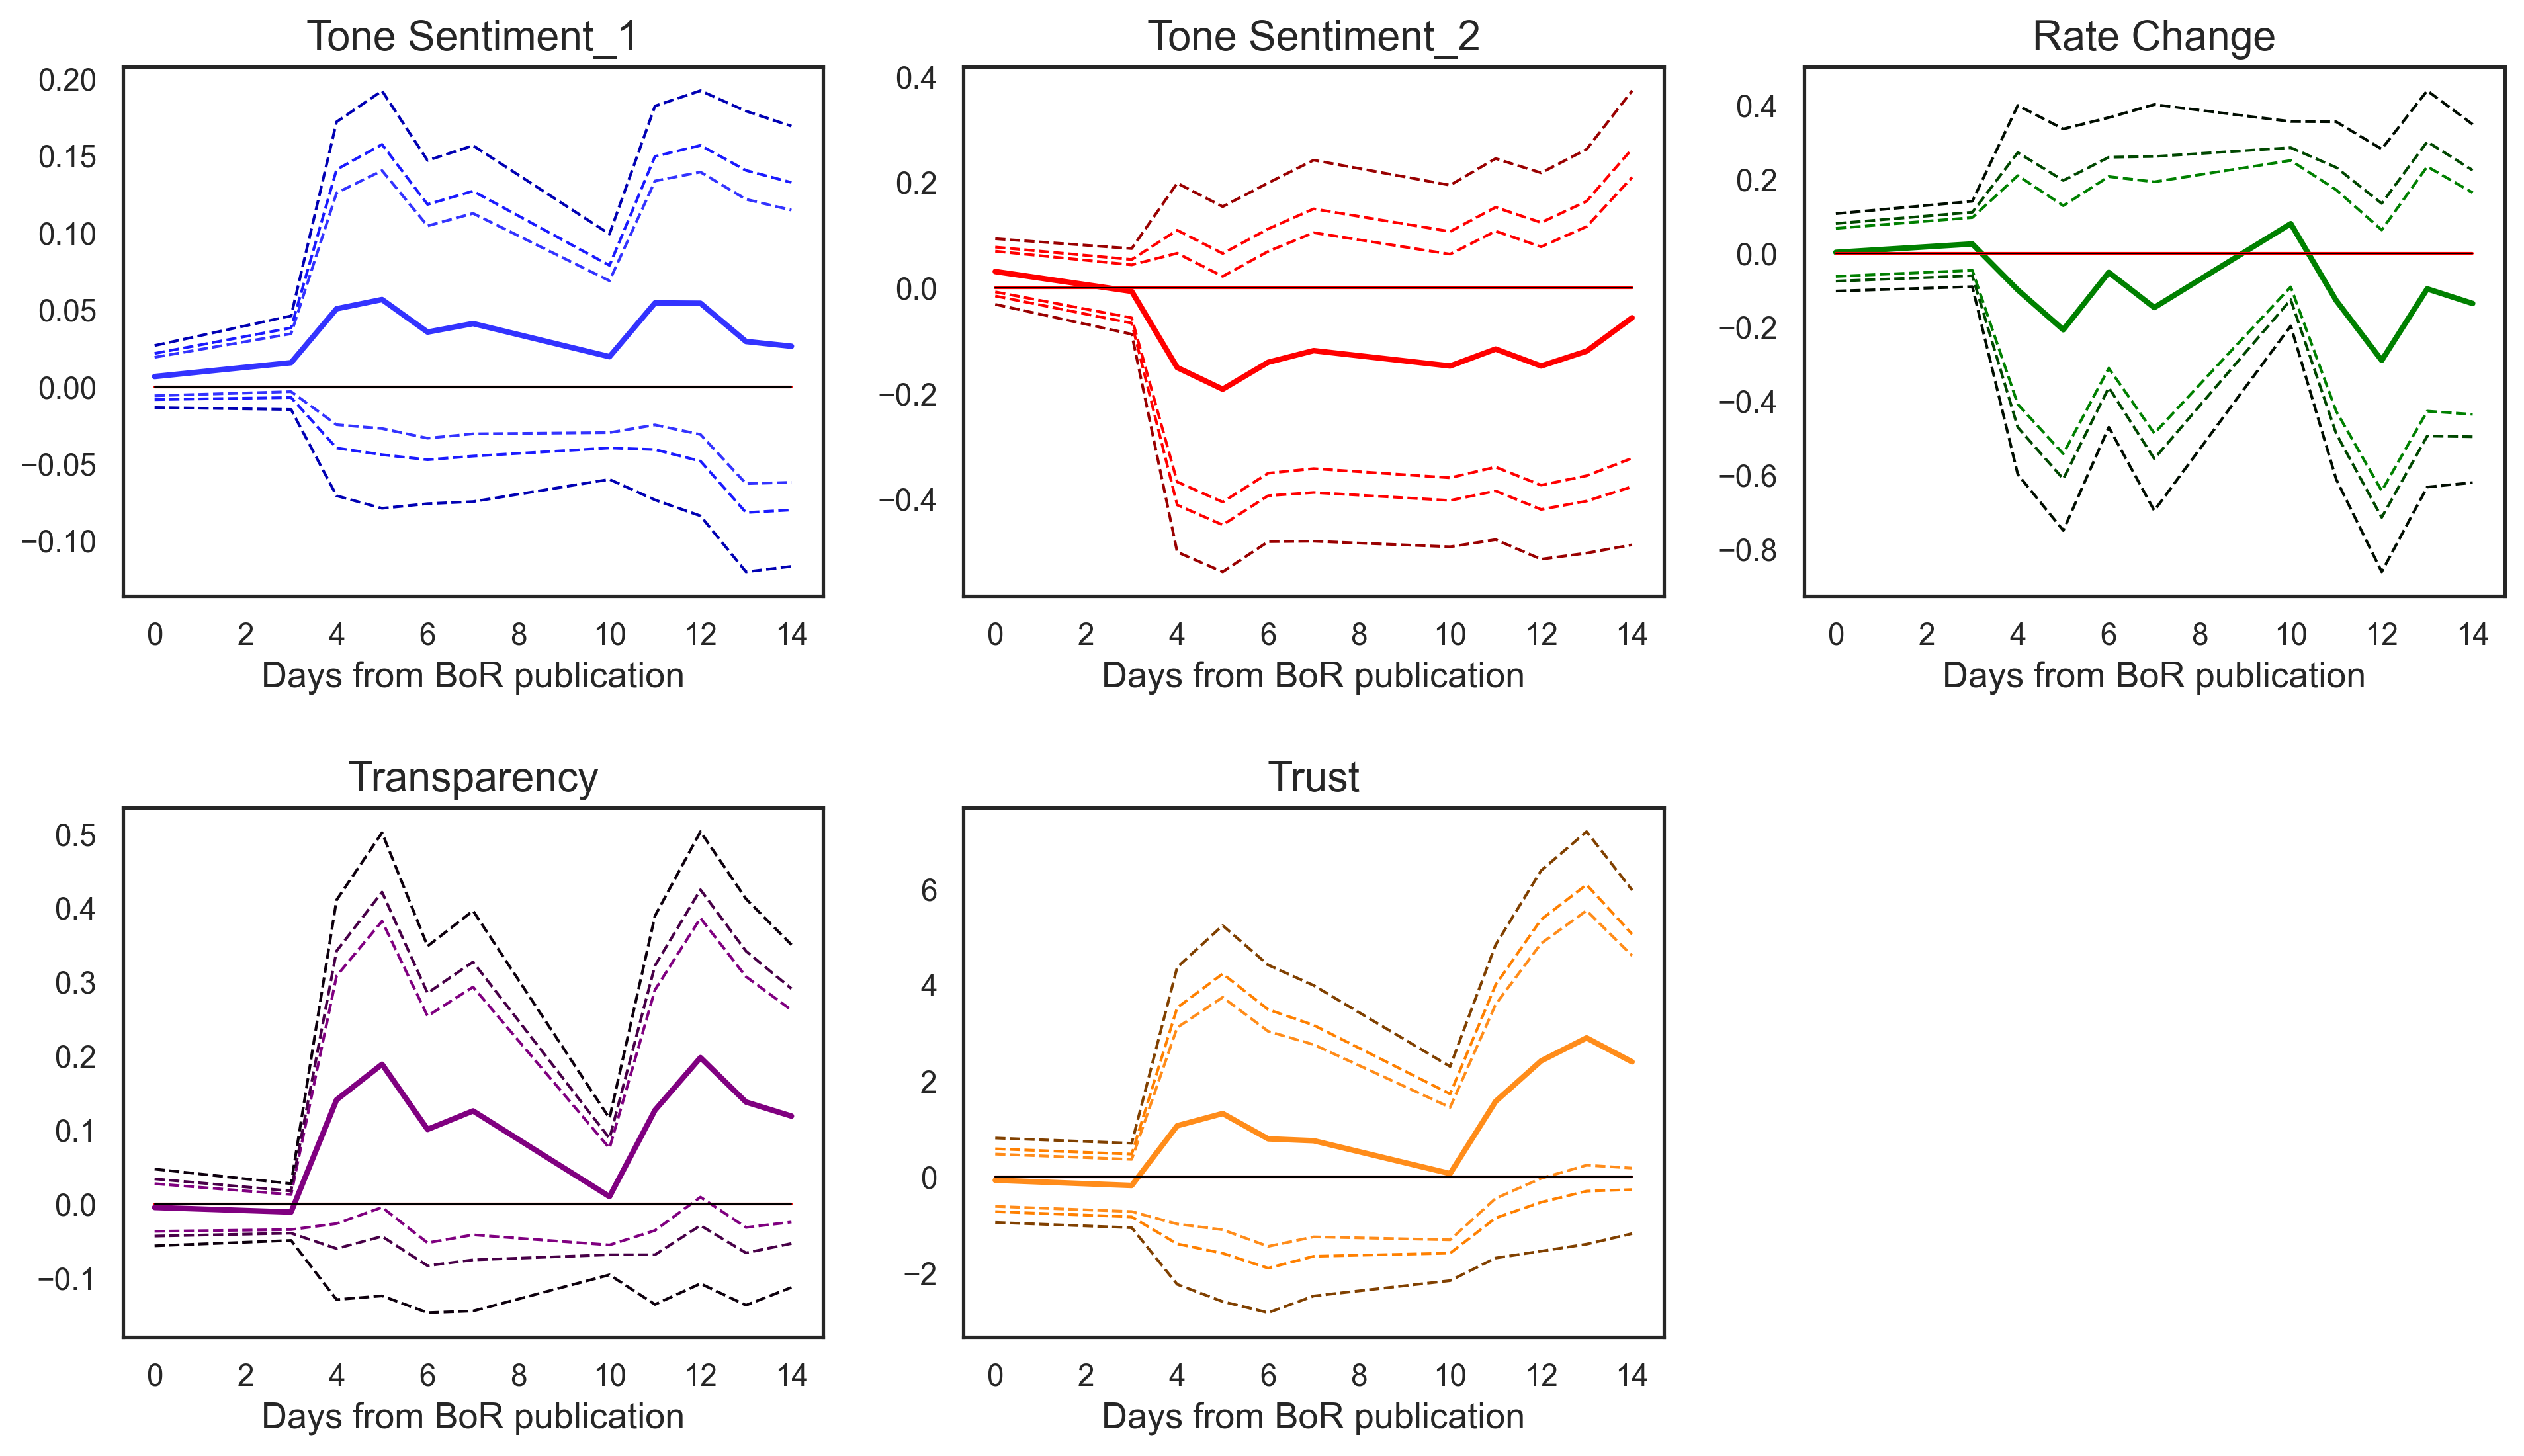 Tone Sentiment_1
0.20
0.15
0.10
0.05
0.00
−0.05
−0.10
0 2 4 6 8 10 12 14
Days from BoR publication
Tone Sentiment_2
0.4
0.2
0.0
−0.2
−0.4
0 2 4 6 8 10 12 14
Days from BoR publication
Rate Change
0.4
0.2
0.0
−0.2
−0.4
−0.6
−0.8
0 2 4 6 8 10 12 14
Days from BoR publication
Transparency
0.5
0.4
0.3
0.2
0.1
0.0
−0.1
0 2 4 6 8 10 12 14
Days from BoR publication
Trust
6
4
2
0
−2
0 2 4 6 8 10 12 14
Days from BoR publication